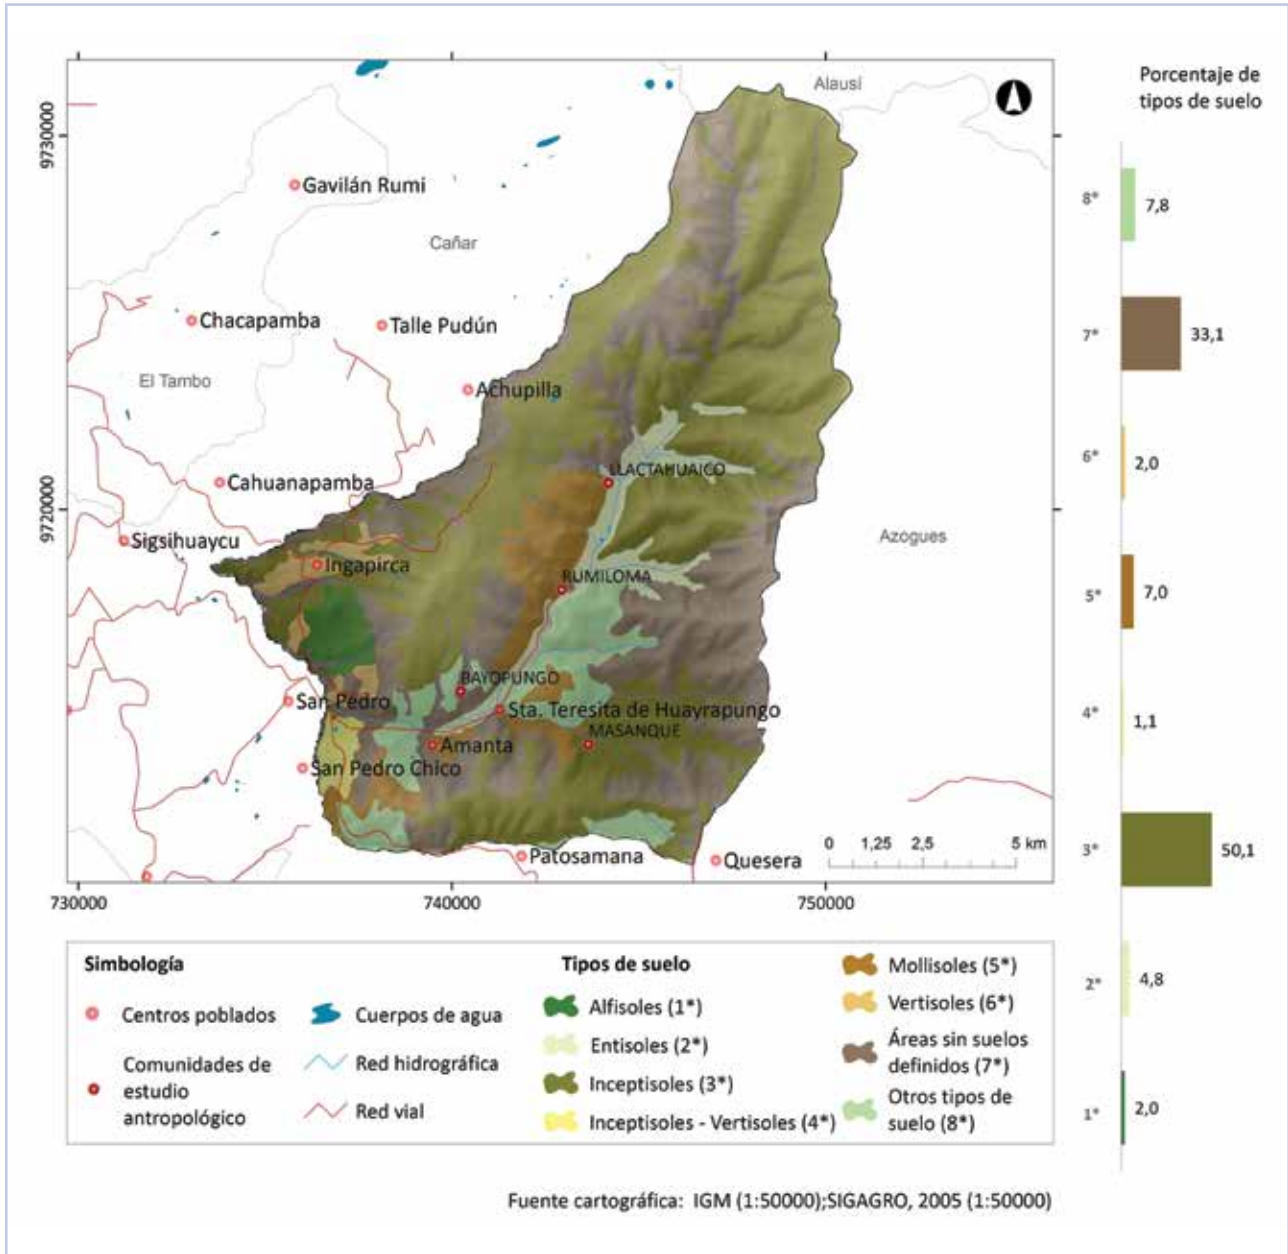 Porcentaje de
tipos de suelo
Alausí
9730000
Gavilán Rumi
Cañar
Chacapamba
Talle Pudún
El Tambo
Achupilla
LLACTAHUAICO
Cahuanapamba
9720000
Sigsihuaycu
Azogues
Ingapirca
RUMILOMA
BAYOPUNGO
San Pedro
Sta. Teresita de Huayrapungo
MASANQUE
Amanta
San Pedro Chico
Patosamana
Quesera
0 1,25 2,5 5 km
730000 740000 750000
8* 7,8
7* 33,1
6* 2,0
5* 7,0
4* 1,1
3* 50,1
2* 4,8
1* 2,0
Simbología
Centros poblados
Comunidades de
estudio
antropológico
Cuerpos de agua
Red hidrográfica
Red vial
Tipos de suelo
Alfisoles (1*)
Entisoles (2*)
Inceptisoles (3*)
Inceptisoles - Vertisoles (4*)
Mollisoles (5*)
Vertisoles (6*)
Áreas sin suelos
definidos (7*)
Otros tipos de
suelo (8*)
Fuente cartográfica: IGM (1:50000);SIGAGRO, 2005 (1:50000)